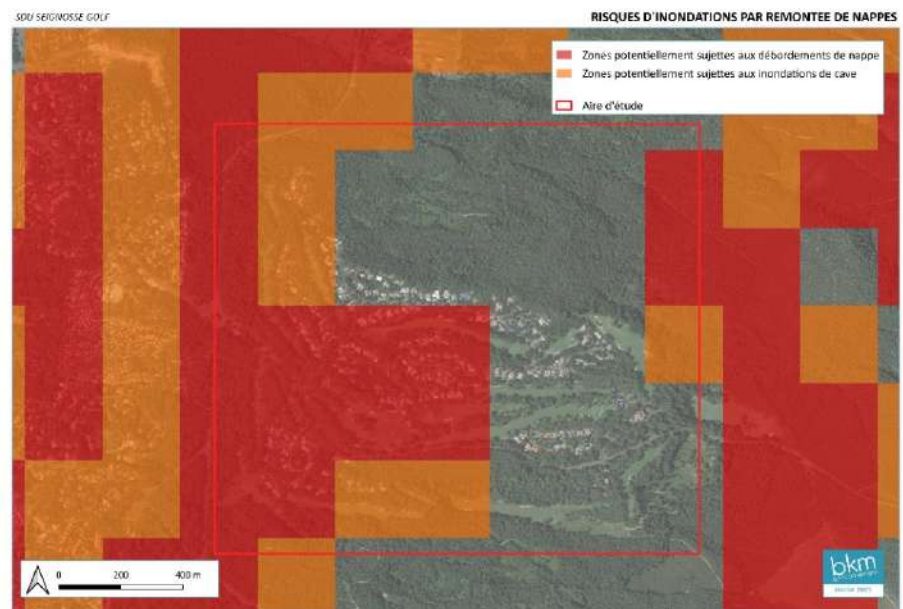 SDU SEIGNOSSE GOLF
RISQUES D'INONDATIONS PAR REMONTEE DE NAPPES
Zones potentiellement sujettes aux débordements de nappe
Zones potentiellement sujettes aux inondations de cave
Aire d'étude
0 200 400 m
bkm